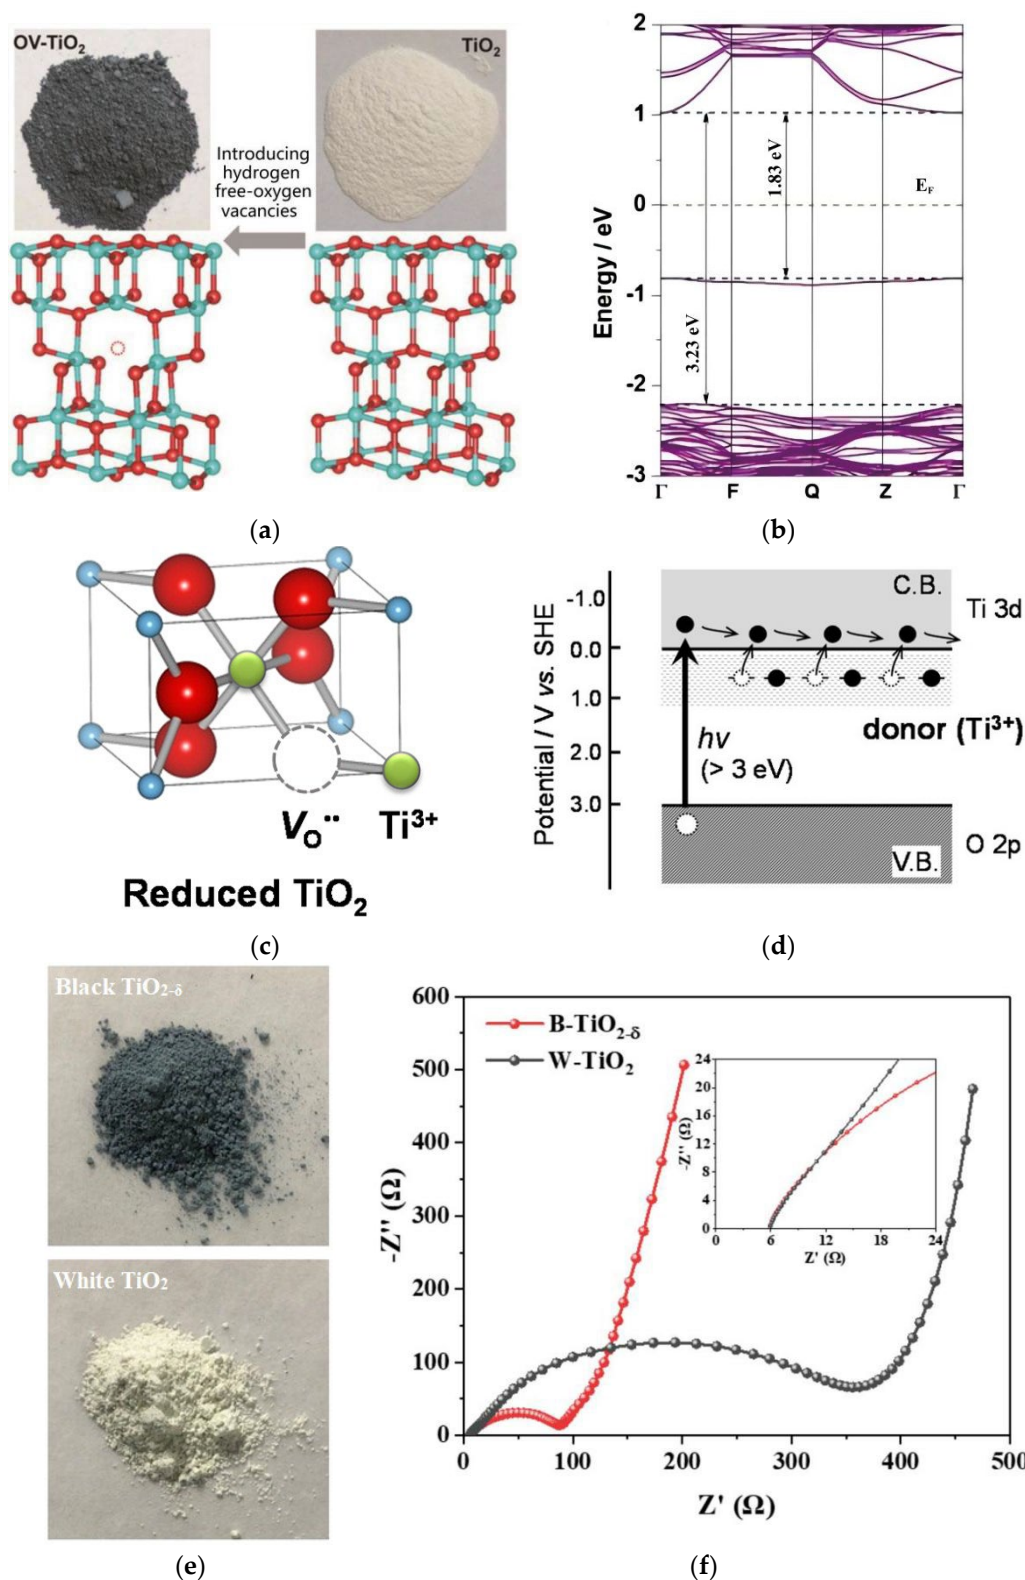 OV-TiO₂
TiO₂
Introducing
hydrogen
free-oxygen
vacancies
(a)
Energy / eV
2
1
0
-1
-2
-3
1.83 eV
3.23 eV
E_F
Γ F Q Z Γ
(b)
V_O^••
Ti³⁺
Reduced TiO₂
(c)
Potential / V vs. SHE
-1.0
0.0
1.0
2.0
3.0
C.B.
Ti 3d
donor (Ti³⁺)
hν
(> 3 eV)
O 2p
V.B.
(d)
Black TiO₂₋δ
White TiO₂
(e)
-Z'' (Ω)
600
500
400
300
200
100
0
B-TiO₂₋δ
W-TiO₂
-Z'' (Ω)
24
20
16
12
8
4
0
0 6 12 18 24
Z' (Ω)
0 100 200 300 400 500
Z' (Ω)
(f)